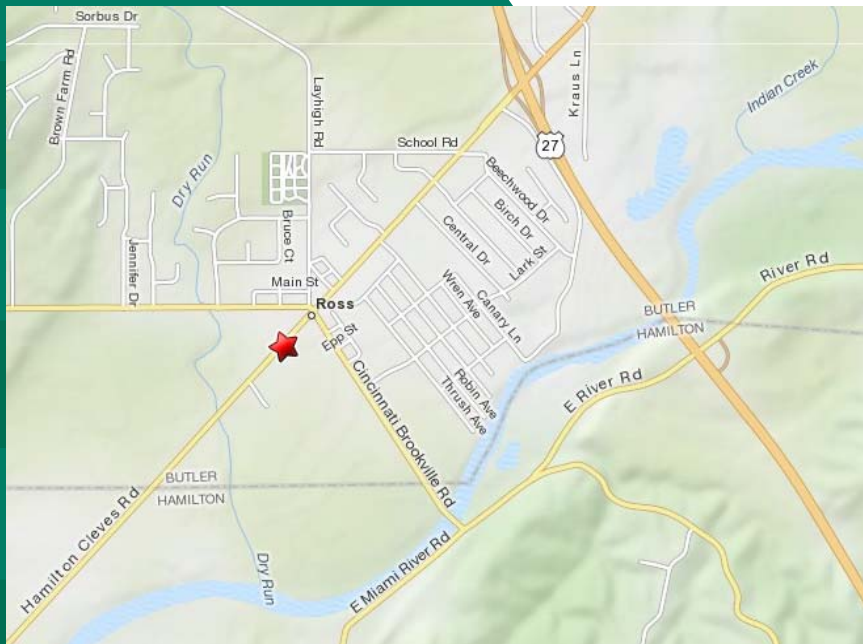 Sorbus Dr
Brown Farm Rd
Layhigh Rd
Kraus Ln
Indian Creek
School Rd
27
Dry Run
Beechwood Dr
Birch Dr
Bruce Ct
Central Dr
Lark St
Jennifer Dr
Main St
Wren Ave
Canary Ln
River Rd
Ross
BUTLER
HAMILTON
Epp St
Cincinnati Brookville Rd
Robin Ave
Thrush Ave
E River Rd
BUTLER
HAMILTON
Hamilton Cleves Rd
Dry Run
E Miami River Rd